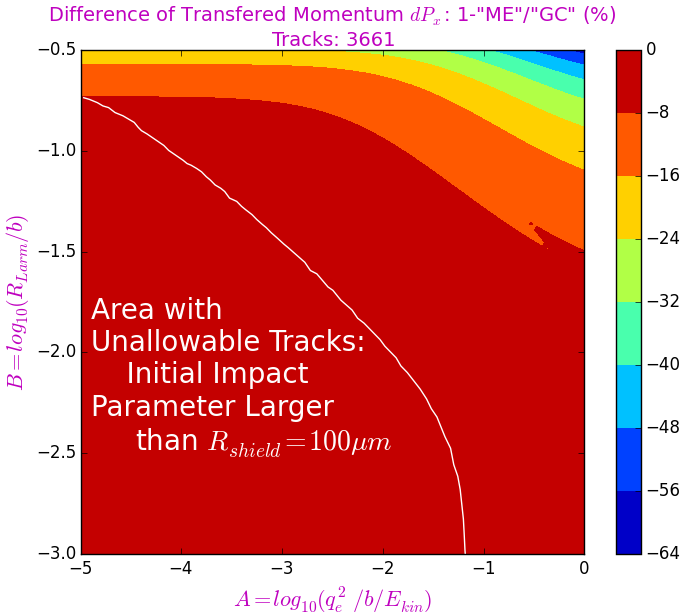 Difference of Transfered Momentum dP_x: 1-"ME"/"GC" (%)
Tracks: 3661
−0.5
−1.0
−1.5
−2.0
−2.5
−3.0
B=log_10(R_Larm/b)
Area with
Unallowable Tracks:
Initial Impact
Parameter Larger
than R_shield=100μm
−5
−4
−3
−2
−1
0
A=log_10(q_e^2 /b/E_kin)
0
−8
−16
−24
−32
−40
−48
−56
−64